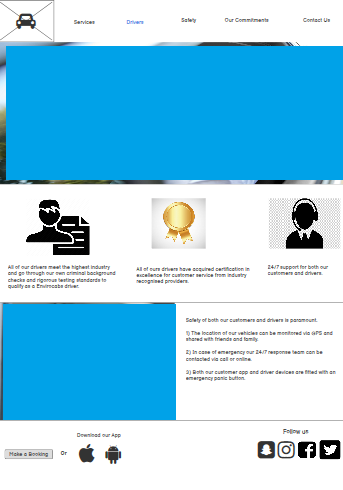 Services
Drivers
Safety
Our Commitments
Contact Us
All of our drivers meet the highest industry
and go through our own criminal background
checks and rigorous testing standards to
qualify as a Envirocabs driver.
All of ours drivers have acquired certification in
excellence for customer service from industry
recognised providers.
24/7 support for both our
customers and drivers.
Safety of both our customers and drivers is paramount.
1) The location of our vehicles can be monitored via GPS and
shared with friends and family.
2) In case of emergency our 24/7 response team can be
contacted via call or online.
3) Both our customer app and driver devices are fitted with an
emergency panic button.
Download our App
Follow us
Make a Booking
Or